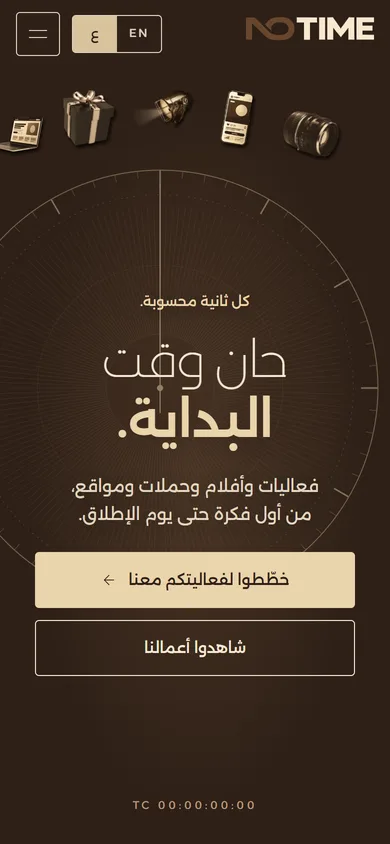 NOTIME
EN
ع
كل ثانية محسوبة.
حان وقت
البداية.
فعاليات وأفلام وحملات ومواقع،
من أول فكرة حتى يوم الإطلاق.
خطّطوا لفعاليتكم معنا ←
شاهدوا أعمالنا
TC 00:00:00:00